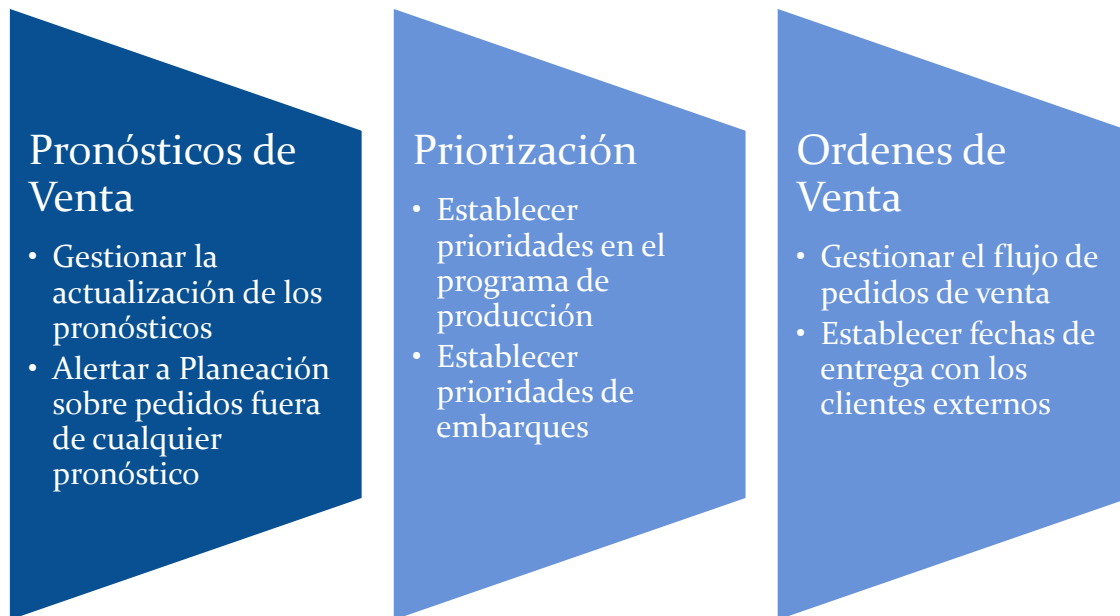 Pronósticos de
Venta
• Gestionar la
actualización de los
pronósticos
• Alertar a Planeación
sobre pedidos fuera
de cualquier
pronóstico
Priorización
• Establecer
prioridades en el
programa de
producción
• Establecer
prioridades de
embarques
Ordenes de
Venta
• Gestionar el flujo de
pedidos de venta
• Establecer fechas de
entrega con los
clientes externos